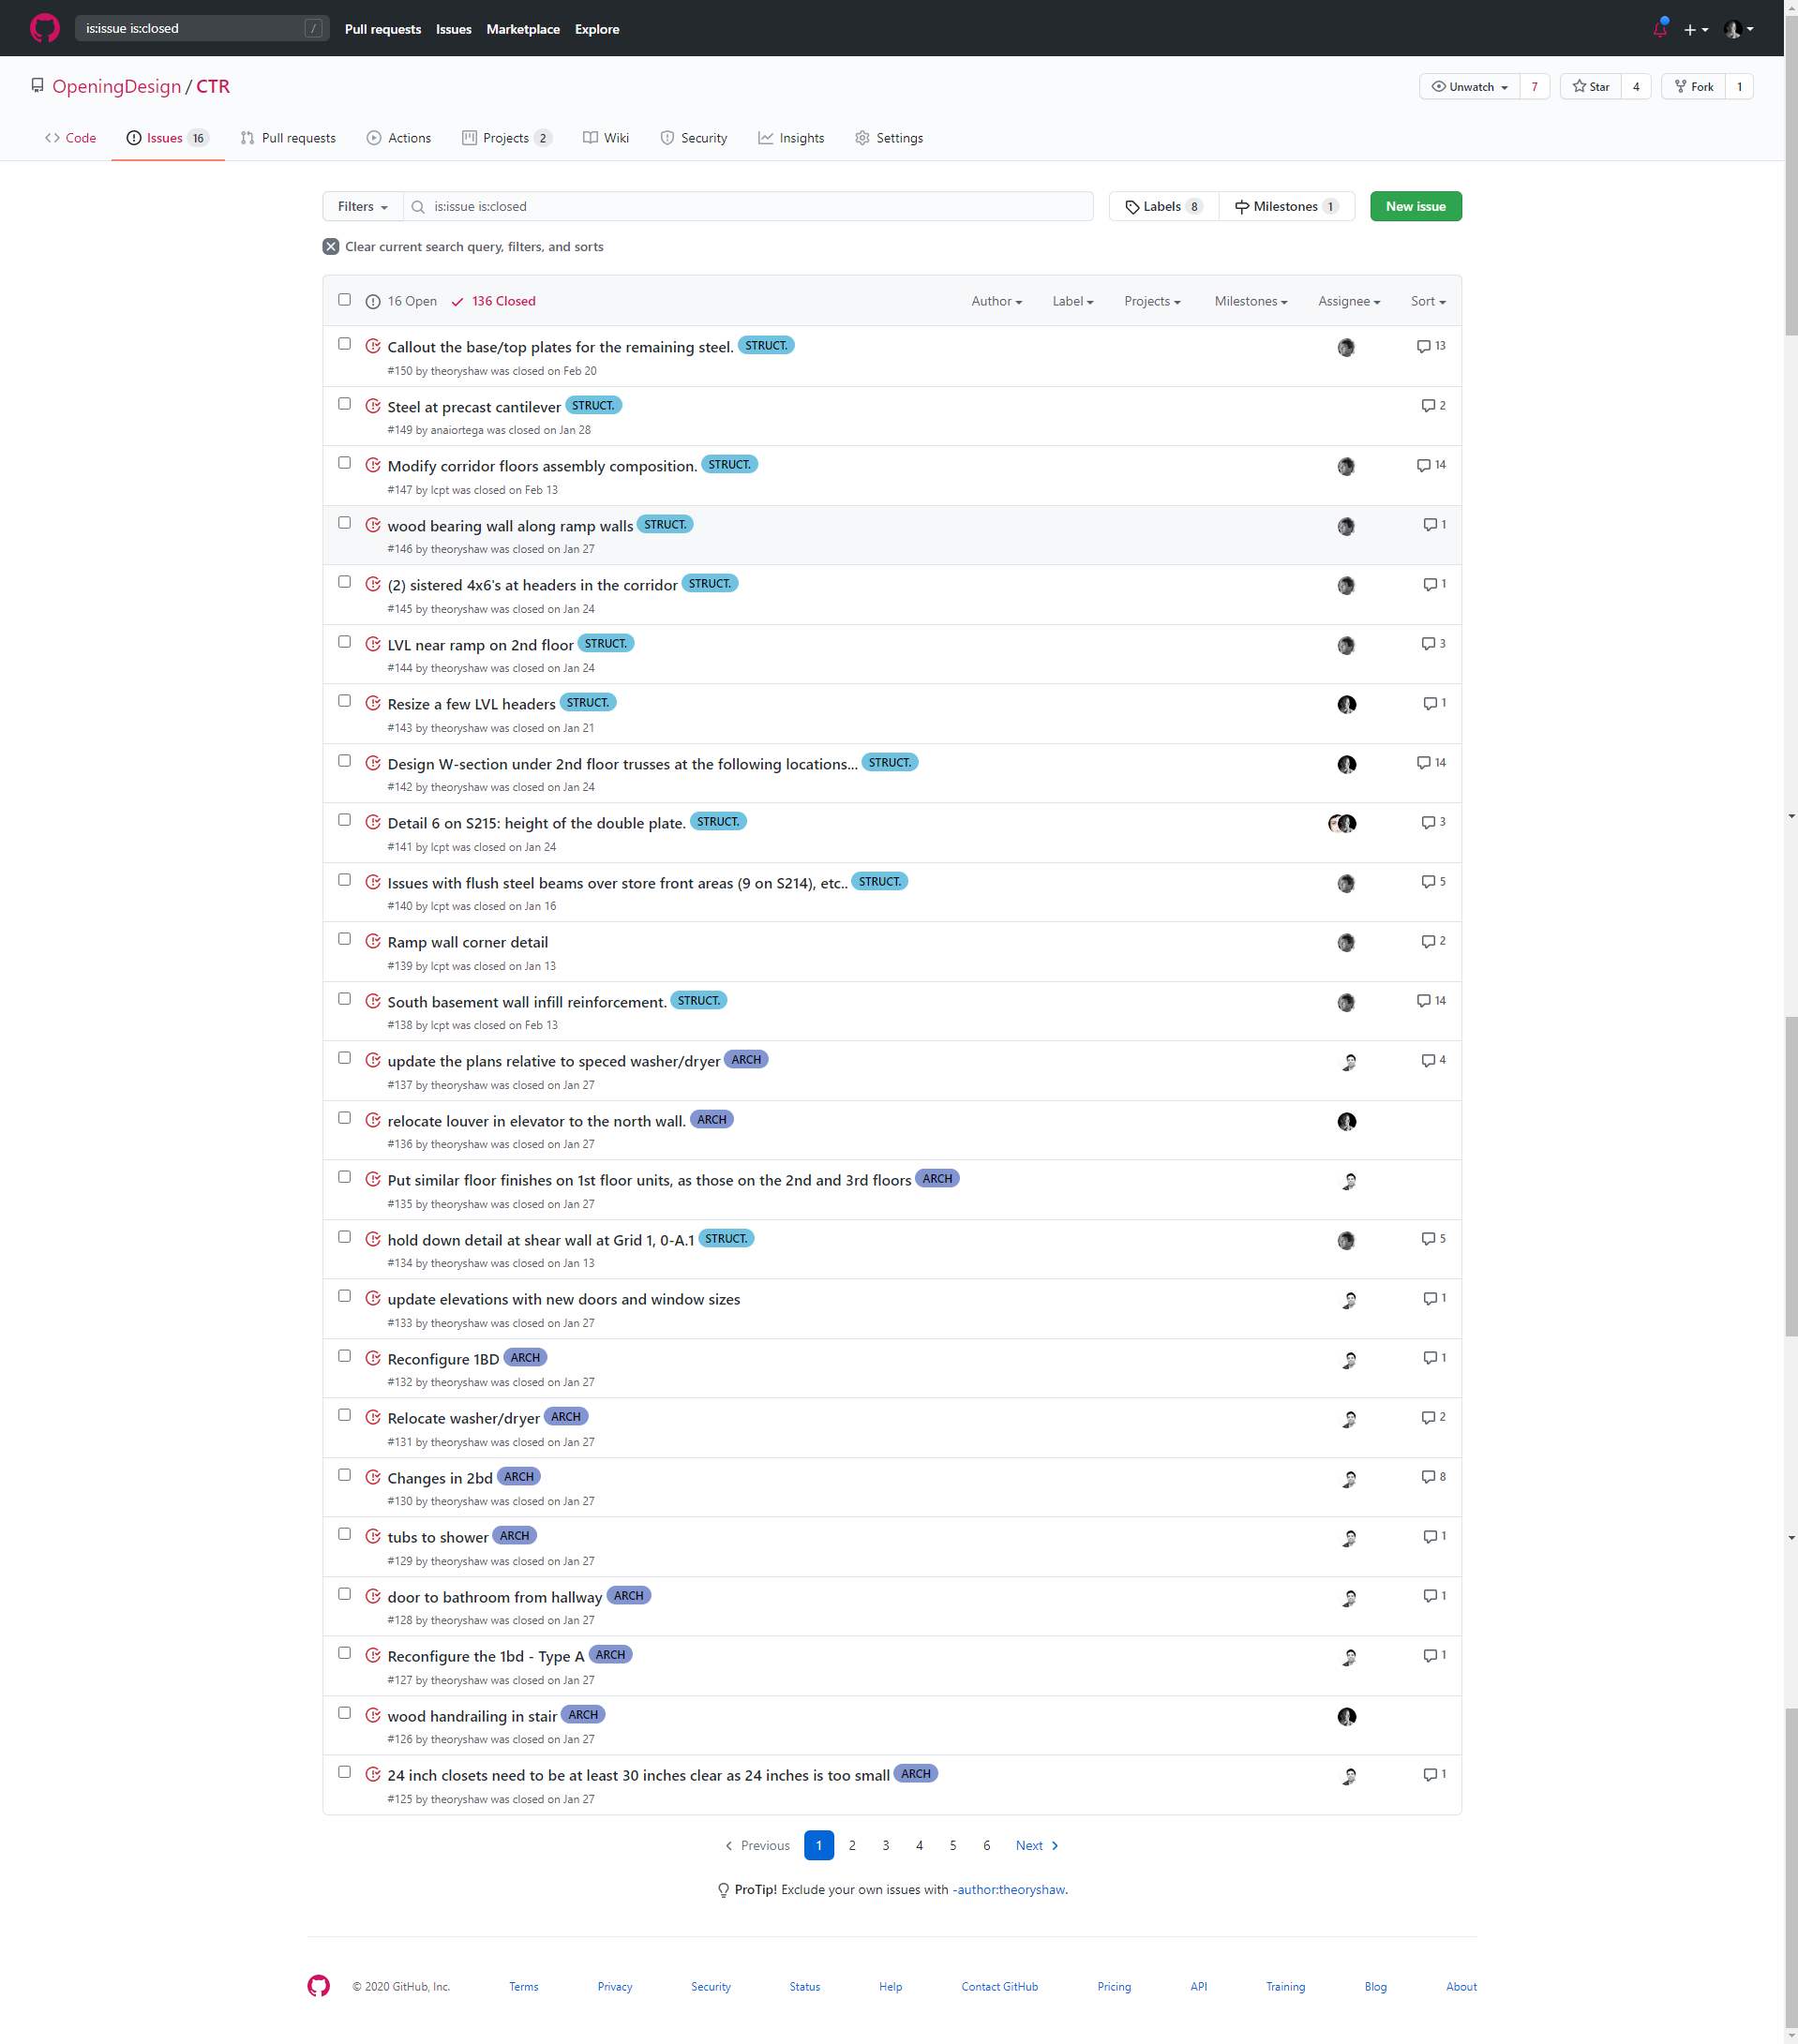 is:issue is:closed /
Pull requests Issues Marketplace Explore
OpeningDesign / CTR
Unwatch 7 Star 4 Fork 1
Code Issues 16 Pull requests Actions Projects 2 Wiki Security Insights Settings
Filters is:issue is:closed Labels 8 Milestones 1 New issue
Clear current search query, filters, and sorts
16 Open 136 Closed Author Label Projects Milestones Assignee Sort
Callout the base/top plates for the remaining steel. STRUCT. 13
#150 by theoryshaw was closed on Feb 20
Steel at precast cantilever STRUCT. 2
#149 by anaiortega was closed on Jan 28
Modify corridor floors assembly composition. STRUCT. 14
#147 by lcpt was closed on Feb 13
wood bearing wall along ramp walls STRUCT. 1
#146 by theoryshaw was closed on Jan 27
(2) sistered 4x6's at headers in the corridor STRUCT. 1
#145 by theoryshaw was closed on Jan 24
LVL near ramp on 2nd floor STRUCT. 3
#144 by theoryshaw was closed on Jan 24
Resize a few LVL headers STRUCT. 1
#143 by theoryshaw was closed on Jan 21
Design W-section under 2nd floor trusses at the following locations... STRUCT. 14
#142 by theoryshaw was closed on Jan 24
Detail 6 on S215: height of the double plate. STRUCT. 3
#141 by lcpt was closed on Jan 24
Issues with flush steel beams over store front areas (9 on S214), etc.. STRUCT. 5
#140 by lcpt was closed on Jan 16
Ramp wall corner detail 2
#139 by lcpt was closed on Jan 13
South basement wall infill reinforcement. STRUCT. 14
#138 by lcpt was closed on Feb 13
update the plans relative to speced washer/dryer ARCH 4
#137 by theoryshaw was closed on Jan 27
relocate louver in elevator to the north wall. ARCH
#136 by theoryshaw was closed on Jan 27
Put similar floor finishes on 1st floor units, as those on the 2nd and 3rd floors ARCH
#135 by theoryshaw was closed on Jan 27
hold down detail at shear wall at Grid 1, 0-A.1 STRUCT. 5
#134 by theoryshaw was closed on Jan 13
update elevations with new doors and window sizes 1
#133 by theoryshaw was closed on Jan 27
Reconfigure 1BD ARCH 1
#132 by theoryshaw was closed on Jan 27
Relocate washer/dryer ARCH 2
#131 by theoryshaw was closed on Jan 27
Changes in 2bd ARCH 8
#130 by theoryshaw was closed on Jan 27
tubs to shower ARCH 1
#129 by theoryshaw was closed on Jan 27
door to bathroom from hallway ARCH 1
#128 by theoryshaw was closed on Jan 27
Reconfigure the 1bd - Type A ARCH 1
#127 by theoryshaw was closed on Jan 27
wood handrailing in stair ARCH
#126 by theoryshaw was closed on Jan 27
24 inch closets need to be at least 30 inches clear as 24 inches is too small ARCH 1
#125 by theoryshaw was closed on Jan 27
Previous 1 2 3 4 5 6 Next
ProTip! Exclude your own issues with -author:theoryshaw.
© 2020 GitHub, Inc. Terms Privacy Security Status Help Contact GitHub Pricing API Training Blog About